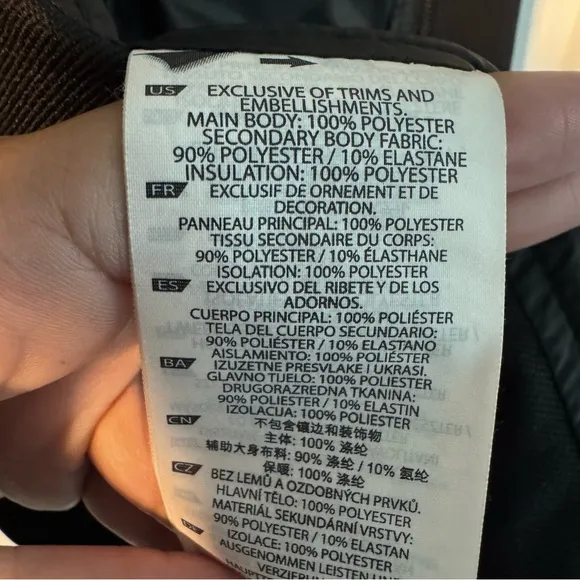 US EXCLUSIVE OF TRIMS AND
EMBELLISHMENTS.
MAIN BODY: 100% POLYESTER
SECONDARY BODY FABRIC:
90% POLYESTER / 10% ELASTANE
INSULATION: 100% POLYESTER
FR EXCLUSIF DE ORNEMENT ET DE
DECORATION.
PANNEAU PRINCIPAL: 100% POLYESTER
TISSU SECONDAIRE DU CORPS:
90% POLYESTER / 10% ÉLASTHANE
ISOLATION: 100% POLYESTER
ES EXCLUSIVO DEL RIBETE Y DE LOS
ADORNOS.
CUERPO PRINCIPAL: 100% POLIÉSTER
TELA DEL CUERPO SECUNDARIO:
90% POLIÉSTER / 10% ELASTANO
AISLAMIENTO: 100% POLIÉSTER
BA IZUZETNE PRESVLAKE I UKRASI.
GLAVNO TIJELO: 100% POLIESTER
DRUGORAZREDNA TKANINA:
90% POLIESTER / 10% ELASTIN
IZOLACIJA: 100% POLIESTER
CN 不包含镶边和装饰物
主体: 100% 涤纶
辅助大身布料: 90% 涤纶 / 10% 氨纶
保暖: 100% 涤纶
CZ BEZ LEMŮ A OZDOBNÝCH PRVKŮ.
HLAVNÍ TĚLO: 100% POLYESTER
MATERIÁL SEKUNDÁRNÍ VRSTVY:
90% POLYESTER / 10% ELASTAN
IZOLACE: 100% POLYESTER
AUSGENOMMEN LEISTEN UND
VERZIERUN